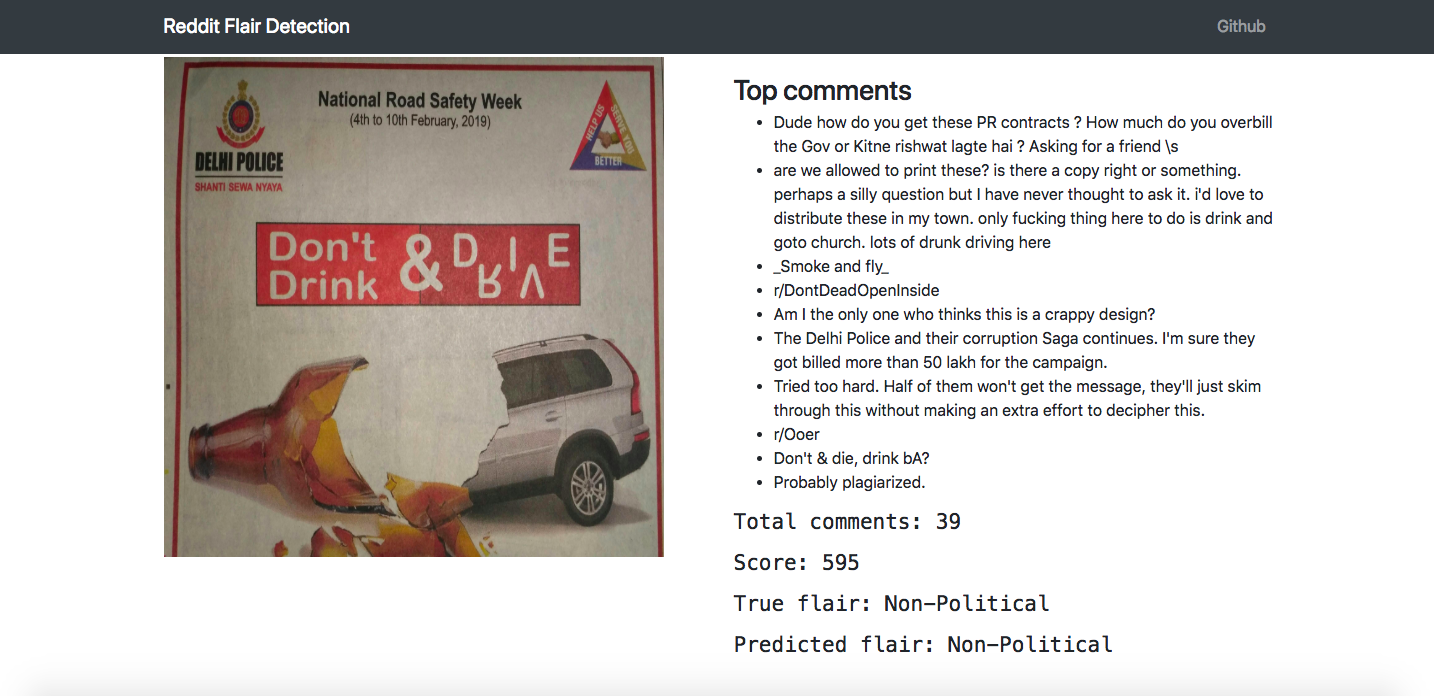 Reddit Flair Detection
Github
National Road Safety Week
(4th to 10th February, 2019)
DELHI POLICE
SHANTI SEWA NYAYA
HELP US
SERVE YOU
BETTER
Don't
Drink
&
DRIVE
Top comments
• Dude how do you get these PR contracts ? How much do you overbill
the Gov or Kitne rishwat lagte hai ? Asking for a friend \s
• are we allowed to print these? is there a copy right or something.
perhaps a silly question but I have never thought to ask it. i'd love to
distribute these in my town. only fucking thing here to do is drink and
goto church. lots of drunk driving here
• _Smoke and fly_
• r/DontDeadOpenInside
• Am I the only one who thinks this is a crappy design?
• The Delhi Police and their corruption Saga continues. I'm sure they
got billed more than 50 lakh for the campaign.
• Tried too hard. Half of them won't get the message, they'll just skim
through this without making an extra effort to decipher this.
• r/Ooer
• Don't & die, drink bA?
• Probably plagiarized.
Total comments: 39
Score: 595
True flair: Non-Political
Predicted flair: Non-Political